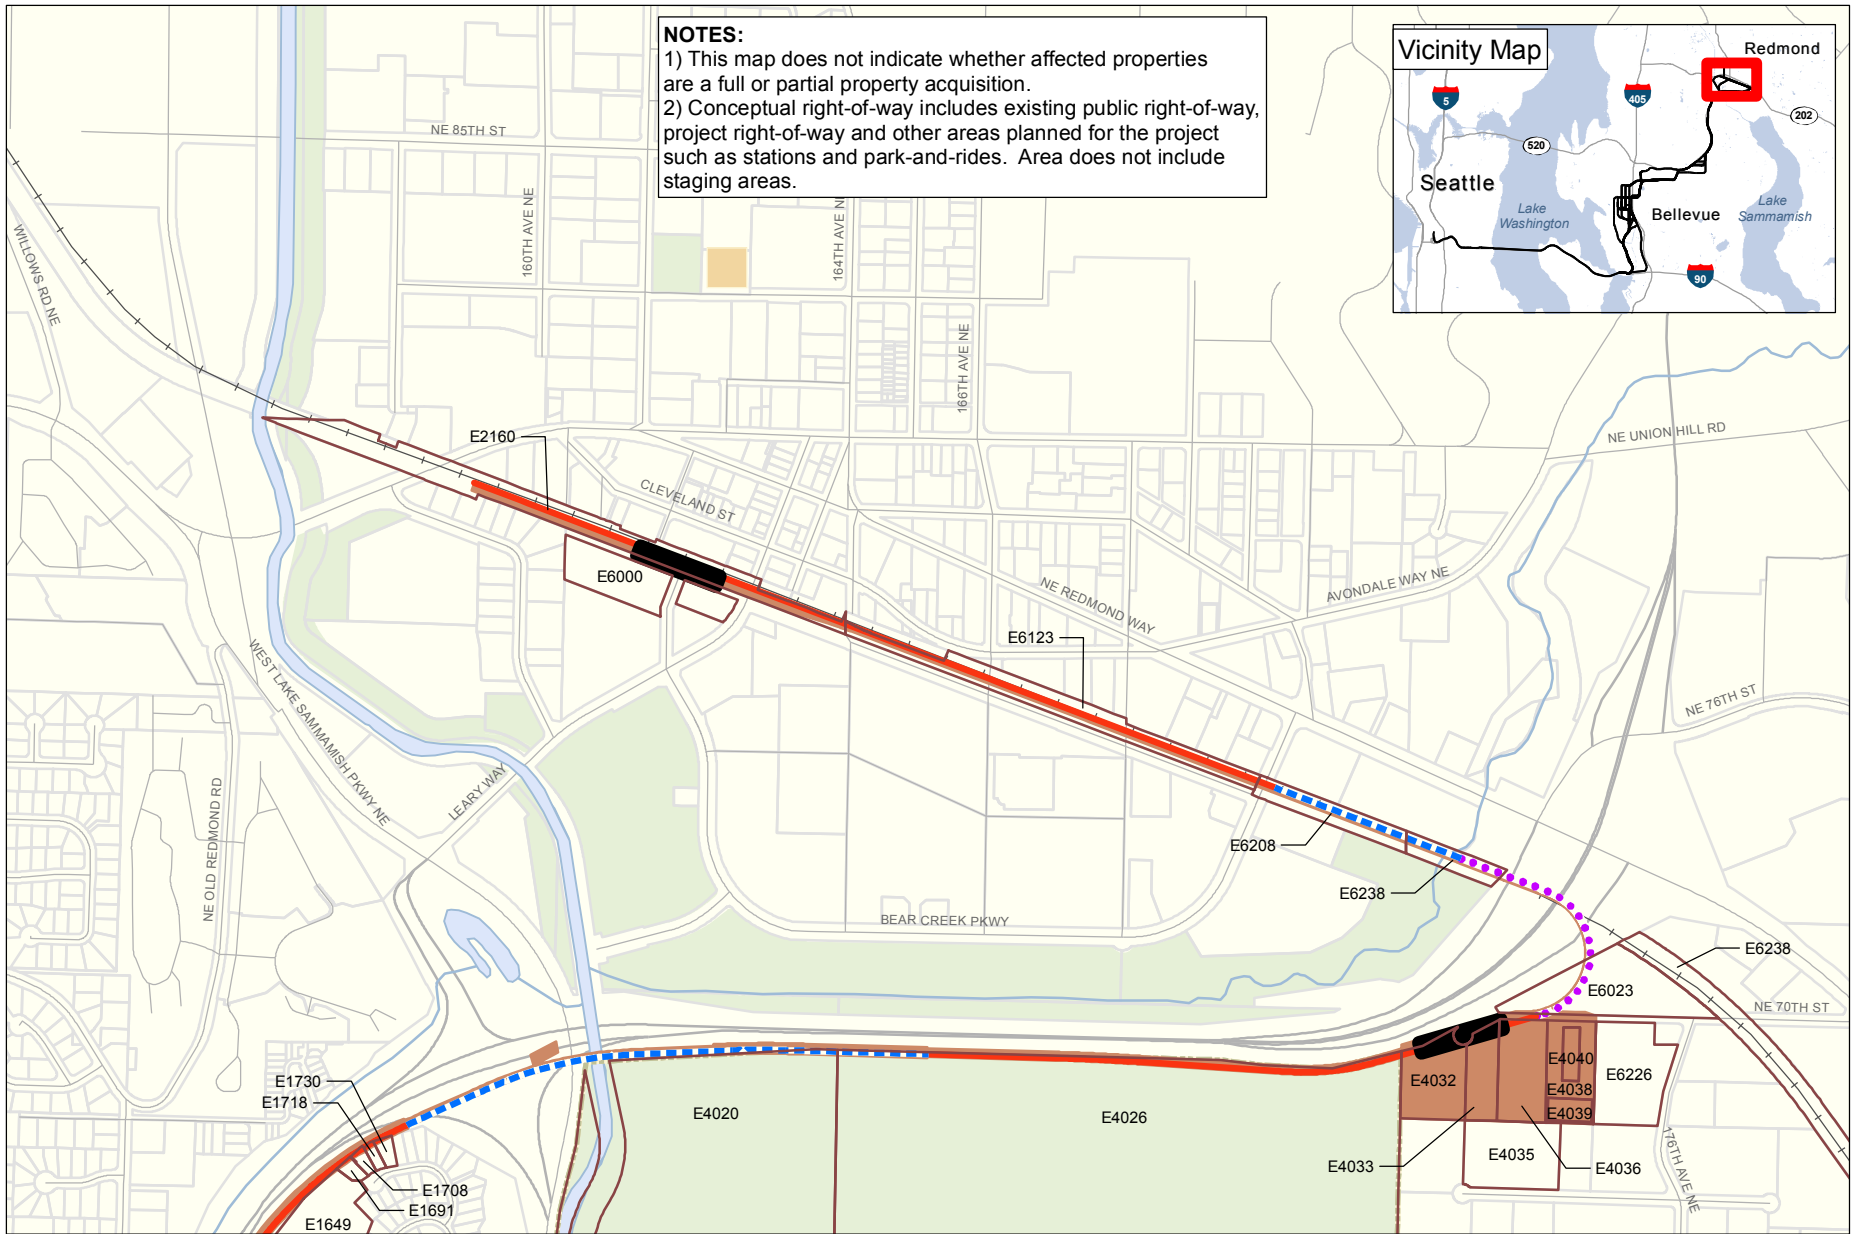 NOTES:
1) This map does not indicate whether affected properties
are a full or partial property acquisition.
2) Conceptual right-of-way includes existing public right-of-way,
project right-of-way and other areas planned for the project
such as stations and park-and-rides.  Area does not include
staging areas.
Vicinity Map
Redmond
5
405
202
520
Seattle
Lake
Washington
Bellevue
Lake
Sammamish
90
NE 85TH ST
160TH AVE NE
164TH AVE NE
WILLOWS RD NE
166TH AVE NE
NE UNION HILL RD
E2160
CLEVELAND ST
E6000
NE REDMOND WAY
AVONDALE WAY NE
E6123
WEST LAKE SAMMAMISH PKWY NE
NE 76TH ST
LEARY WAY
NE OLD REDMOND RD
E6208
E6238
BEAR CREEK PKWY
E6238
E6023
NE 70TH ST
E1730
E1718
E4020
E4026
E4032
E4040
E4038
E4039
E6226
E4033
E4035
E4036
176TH AVE NE
E1708
E1691
E1649